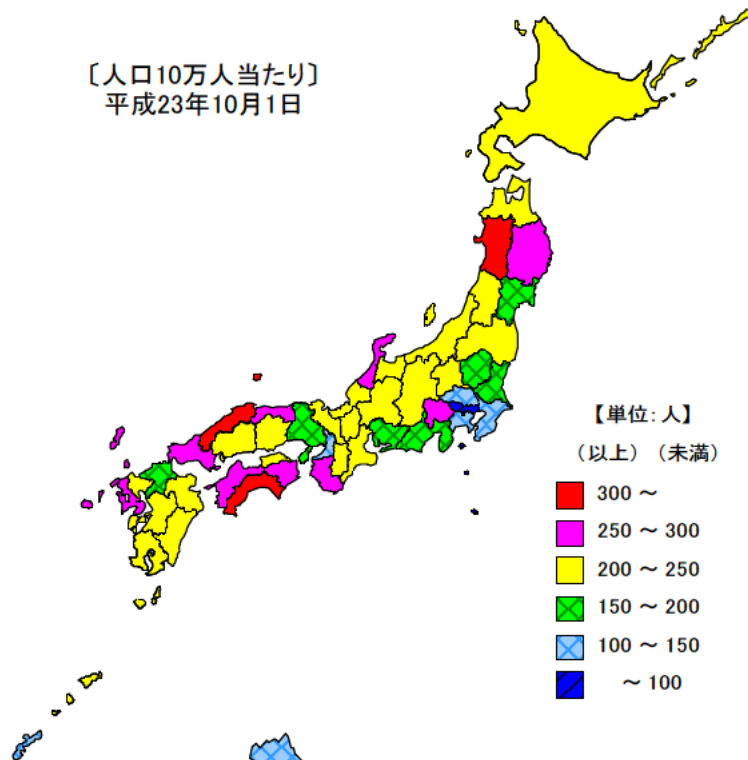 〔人口10万人当たり〕
平成23年10月1日
【単位：人】
（以上）（未満）
300 ～
250 ～ 300
200 ～ 250
150 ～ 200
100 ～ 150
～ 100